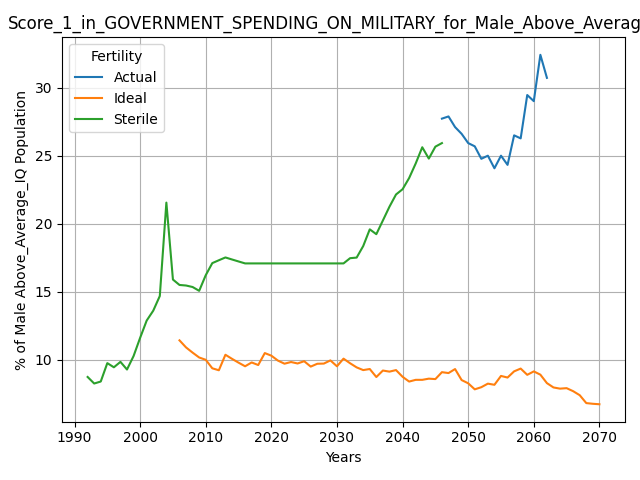 Score_1_in_GOVERNMENT_SPENDING_ON_MILITARY_for_Male_Above_Averag
Fertility
Actual
Ideal
Sterile
% of Male Above_Average_IQ Population
30
25
20
15
10
1990 2000 2010 2020 2030 2040 2050 2060 2070
Years